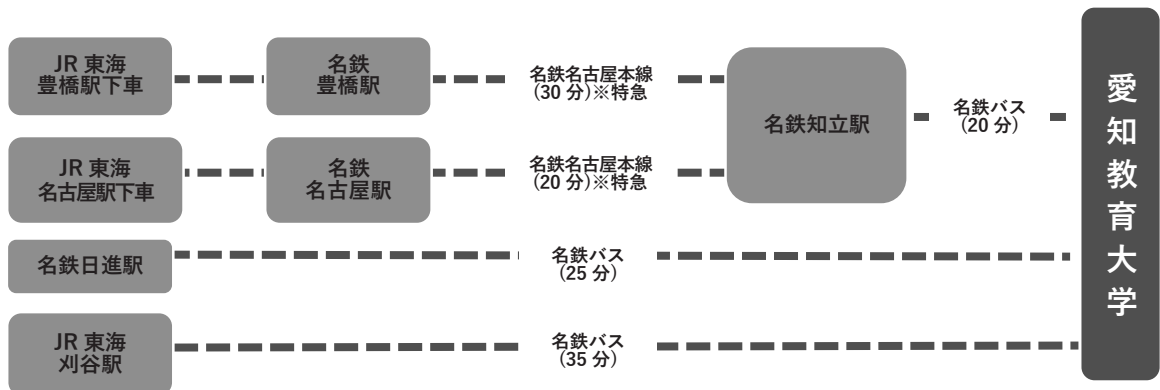 JR 東海
豊橋駅下車
名鉄
豊橋駅
名鉄名古屋本線
(30 分)※特急
名鉄知立駅
名鉄バス
(20 分)
JR 東海
名古屋駅下車
名鉄
名古屋駅
名鉄名古屋本線
(20 分)※特急
名鉄日進駅
名鉄バス
(25 分)
JR 東海
刈谷駅
名鉄バス
(35 分)
愛知教育大学